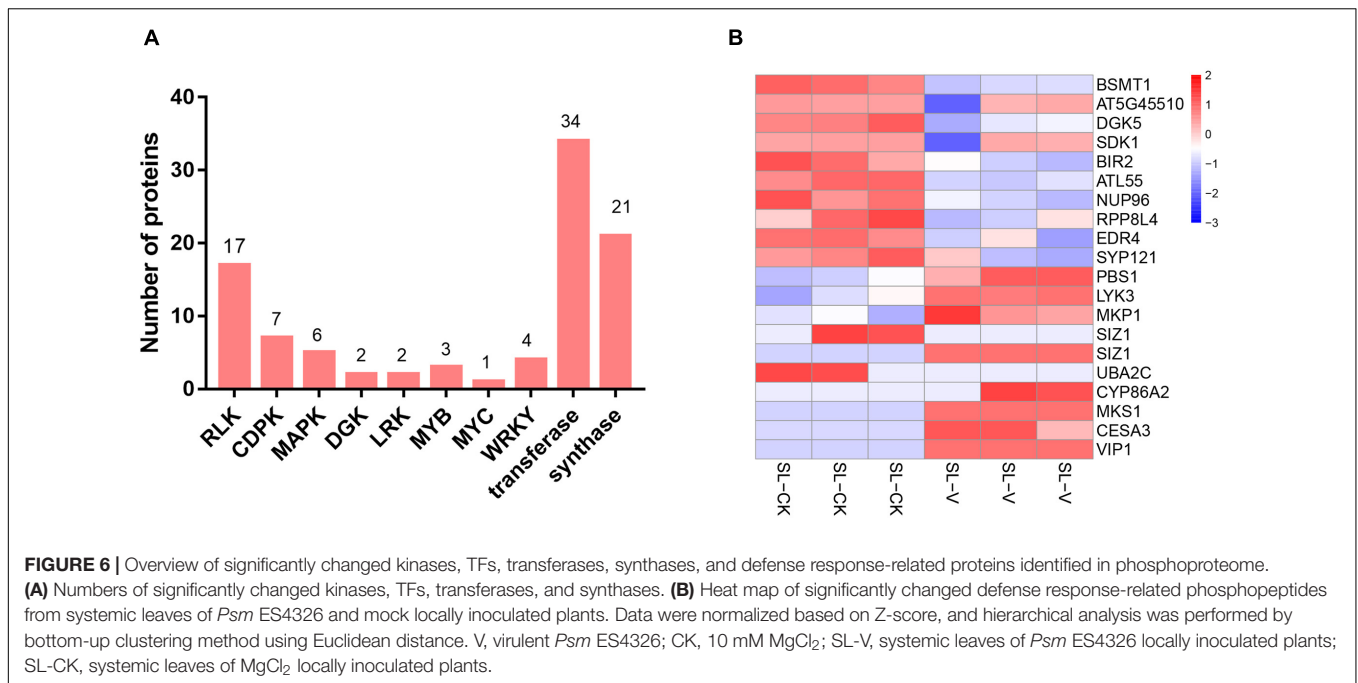 A
Number of proteins
40
30
20
10
0
17
7
6
2
2
3
1
4
34
21
RLK
CDPK
MAPK
DGK
LRK
MYB
MYC
WRKY
transferase
synthase
B
BSMT1
AT5G45510
DGK5
SDK1
BIR2
ATL55
NUP96
RPP8L4
EDR4
SYP121
PBS1
LYK3
MKP1
SIZ1
SIZ1
UBA2C
CYP86A2
MKS1
CESA3
VIP1
SL−CK
SL−CK
SL−CK
SL−V
SL−V
SL−V
2
1
0
−1
−2
−3
FIGURE 6 | Overview of significantly changed kinases, TFs, transferases, synthases, and defense response-related proteins identified in phosphoproteome.
(A) Numbers of significantly changed kinases, TFs, transferases, and synthases. (B) Heat map of significantly changed defense response-related phosphopeptides
from systemic leaves of Psm ES4326 and mock locally inoculated plants. Data were normalized based on Z-score, and hierarchical analysis was performed by
bottom-up clustering method using Euclidean distance. V, virulent Psm ES4326; CK, 10 mM MgCl₂; SL-V, systemic leaves of Psm ES4326 locally inoculated plants;
SL-CK, systemic leaves of MgCl₂ locally inoculated plants.